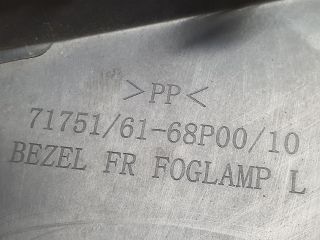 >PP<
71751/61-68P00/10
BEZEL FR FOGLAMP L